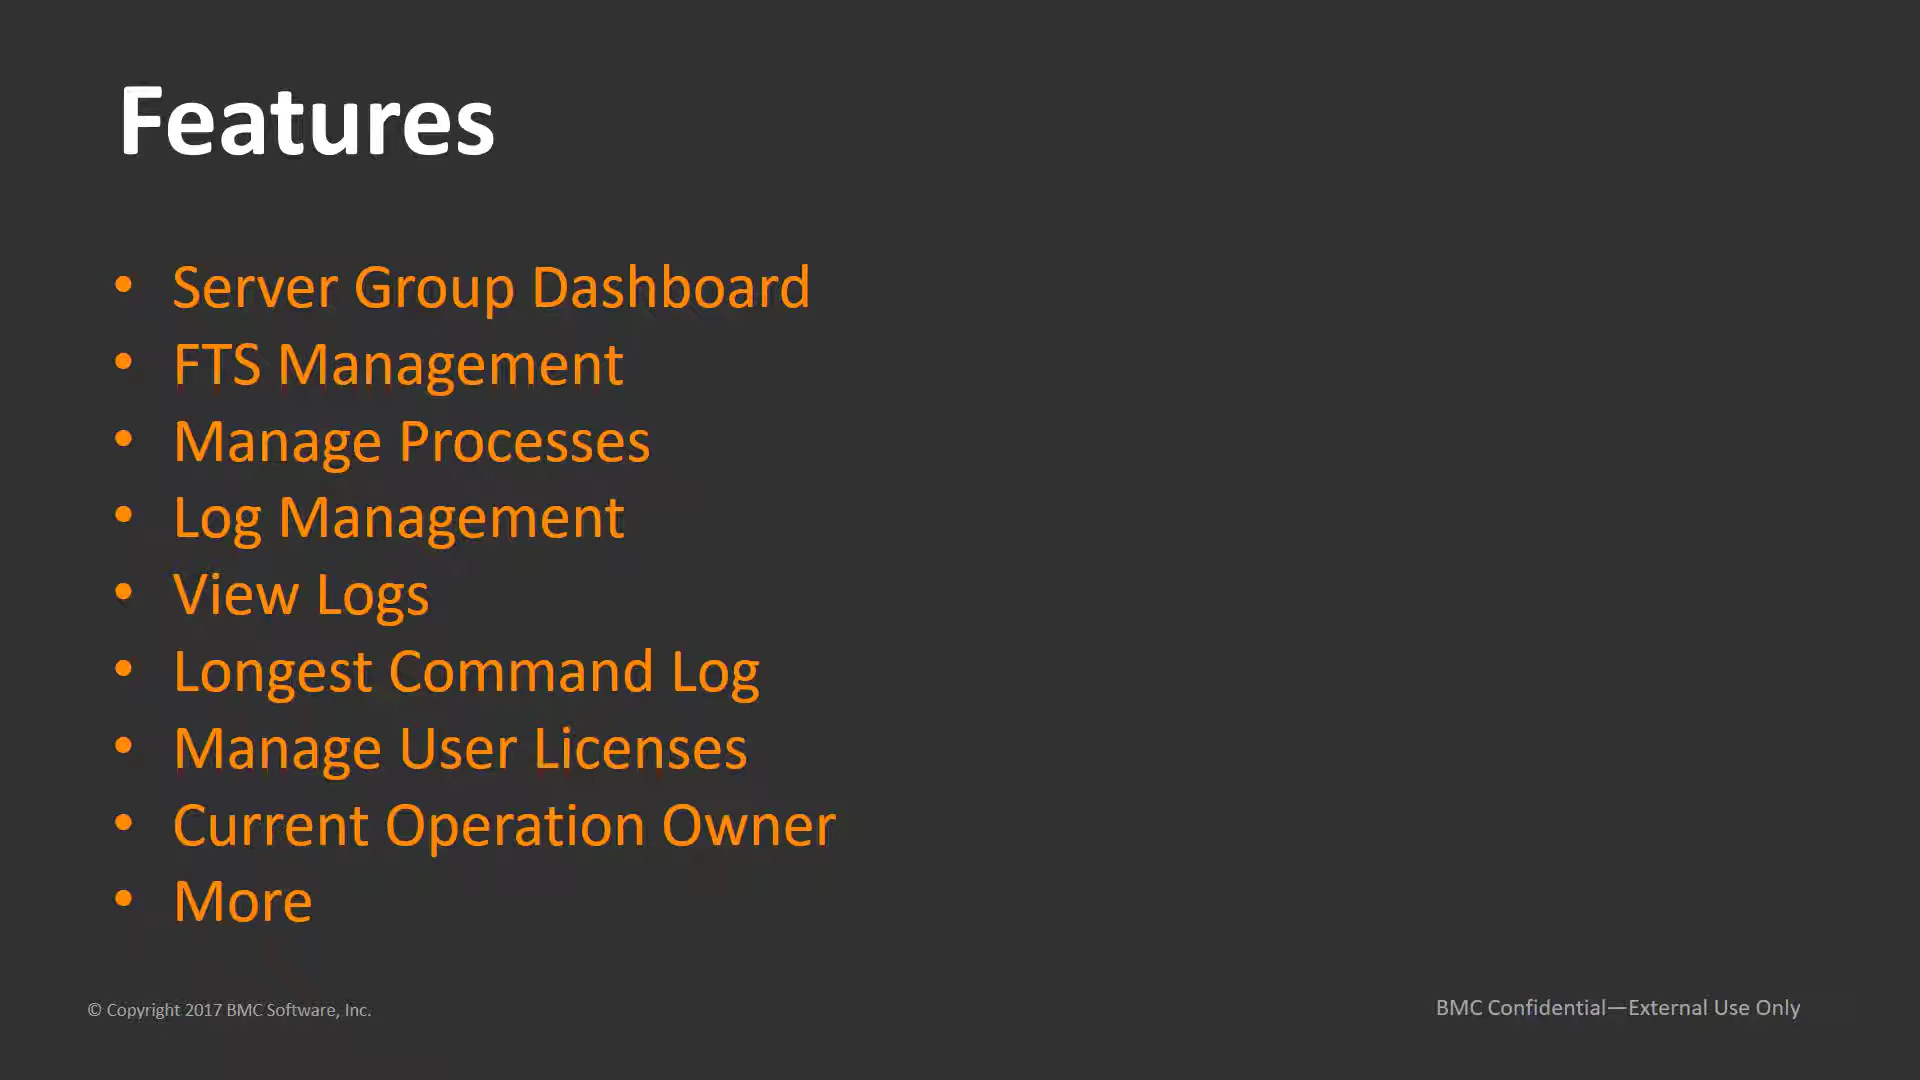 Features
• Server Group Dashboard
• FTS Management
• Manage Processes
• Log Management
• View Logs
• Longest Command Log
• Manage User Licenses
• Current Operation Owner
• More
© Copyright 2017 BMC Software, Inc.
BMC Confidential—External Use Only